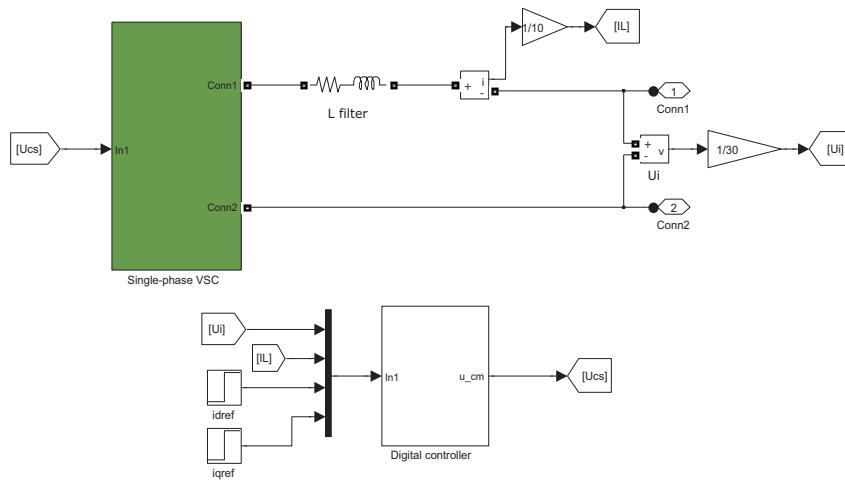 1/10
[IL]
Conn1
+
i
-
L filter
1
Conn1
[Ucs]
In1
+
v
-
1/30
[Ui]
Ui
Conn2
2
Conn2
Single-phase VSC
[Ui]
[IL]
In1
u_cm
[Ucs]
idref
iqref
Digital controller